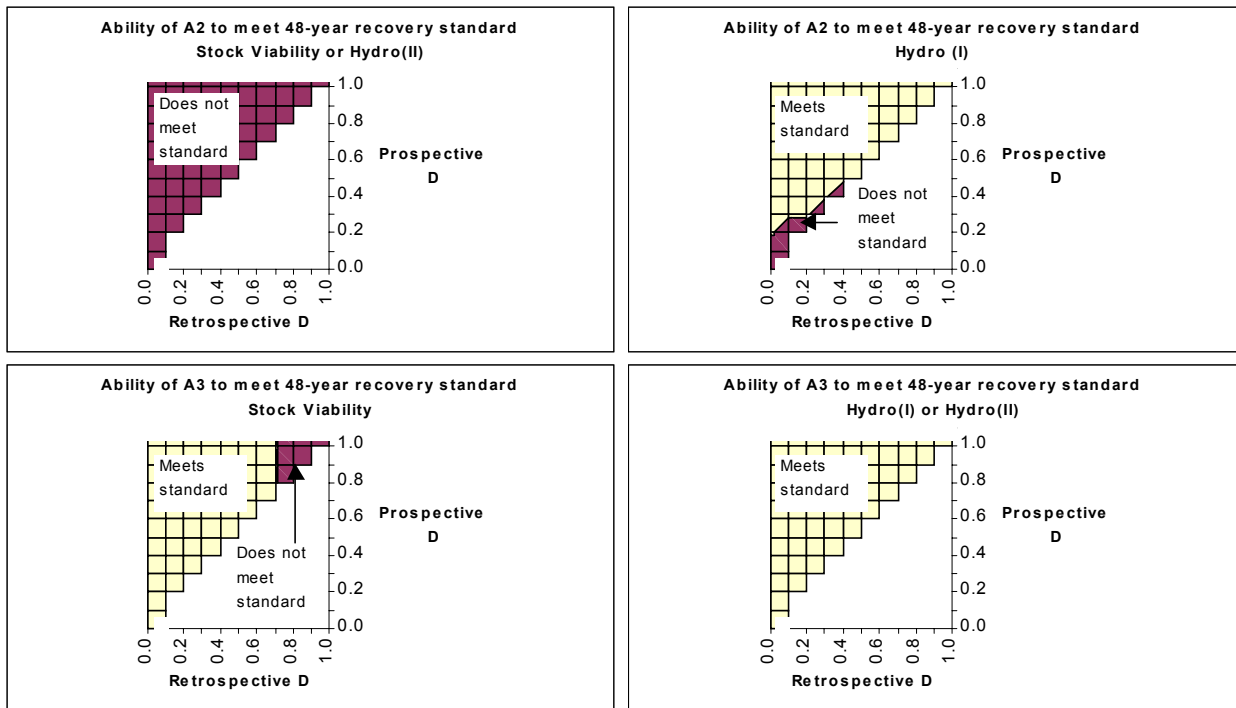 Ability of A2 to meet 48-year recovery standard
Stock Viability or Hydro(II)
Does not
meet
standard
1.0
0.8
0.6
0.4
0.2
0.0
Prospective
D
0.0
0.2
0.4
0.6
0.8
1.0
Retrospective D
Ability of A2 to meet 48-year recovery standard
Hydro (I)
Meets
standard
1.0
0.8
0.6
0.4
0.2
0.0
Prospective
D
Does not
meet
standard
0.0
0.2
0.4
0.6
0.8
1.0
Retrospective D
Ability of A3 to meet 48-year recovery standard
Stock Viability
Meets
standard
1.0
0.8
0.6
0.4
0.2
0.0
Prospective
D
Does not
meet
standard
0.0
0.2
0.4
0.6
0.8
1.0
Retrospective D
Ability of A3 to meet 48-year recovery standard
Hydro(I) or Hydro(II)
Meets
standard
1.0
0.8
0.6
0.4
0.2
0.0
Prospective
D
0.0
0.2
0.4
0.6
0.8
1.0
Retrospective D